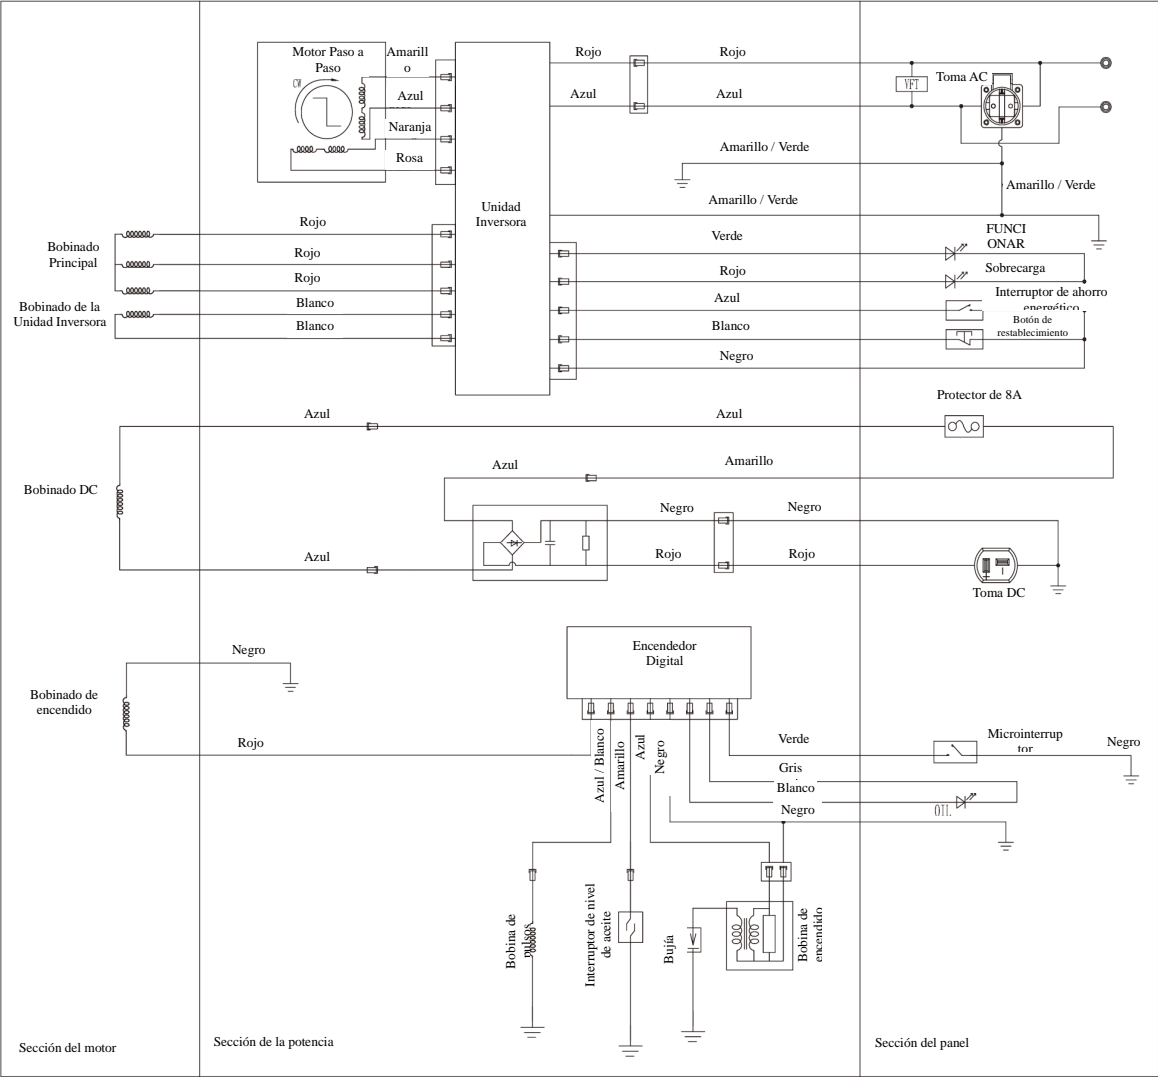 Motor Paso a
Paso
CW
Amarill
o
Azul
Naranja
Rosa
Unidad
Inversora
Rojo
Rojo
Azul
Azul
VFT
Toma AC
Amarillo / Verde
Amarillo / Verde
Amarillo / Verde
Bobinado
Principal
Rojo
Rojo
Rojo
Bobinado de la
Unidad Inversora
Blanco
Blanco
Verde
FUNCI
ONAR
Rojo
Sobrecarga
Azul
Interruptor de ahorro
energético
Blanco
Botón de
restablecimiento
Negro
Protector de 8A
Azul
Azul
Bobinado DC
Azul
Amarillo
Negro
Negro
Azul
Rojo
Rojo
Toma DC
Encendedor
Digital
Negro
Bobinado de
encendido
Rojo
Azul / Blanco
Amarillo
Azul
Negro
Verde
Microinterrup
tor
Negro
Gris
Blanco
Negro
OIL
Bobina de
pulsos
Interruptor de nivel
de aceite
Bujía
Bobina de
encendido
Sección del motor
Sección de la potencia
Sección del panel